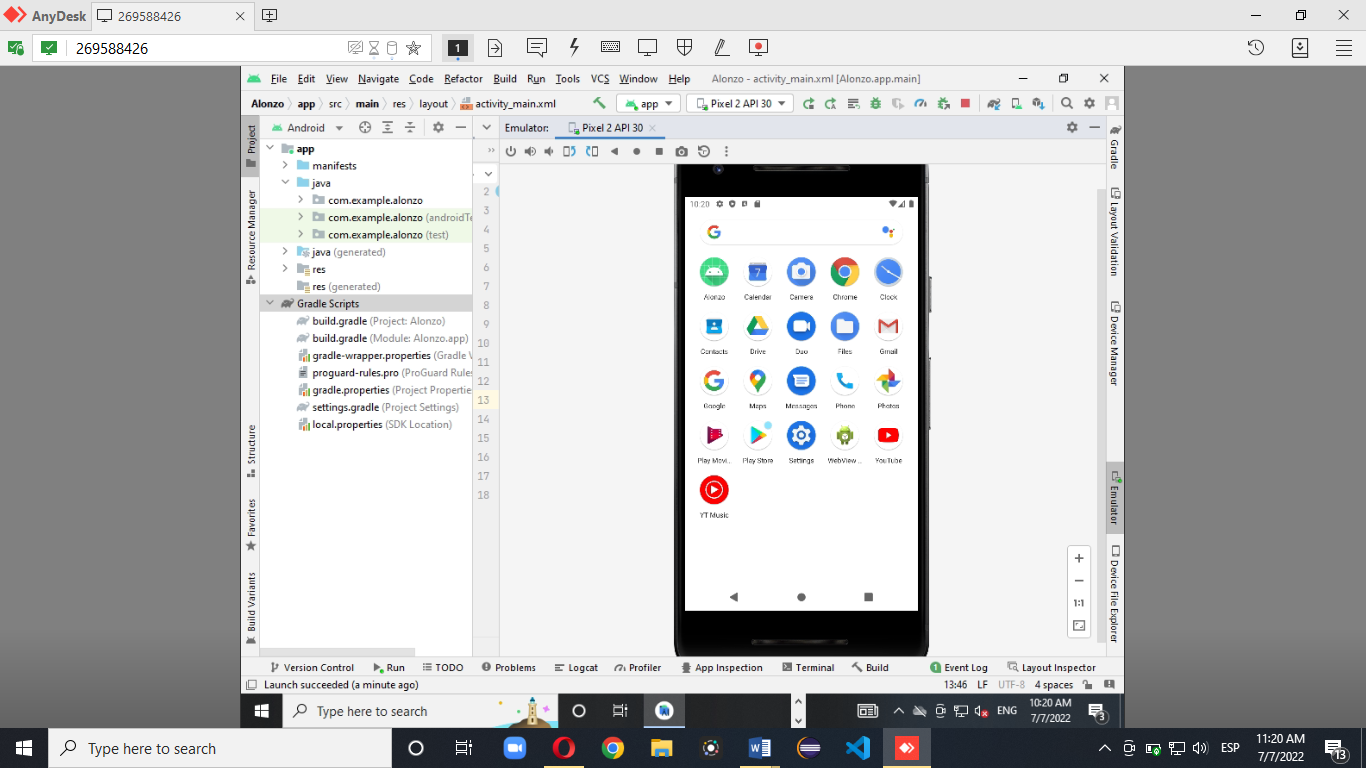 AnyDesk 269588426
269588426 1
File Edit View Navigate Code Refactor Build Run Tools VCS Window Help Alonzo - activity_main.xml [Alonzo.app.main]
Alonzo app src main res layout activity_main.xml app Pixel 2 API 30
Project
Resource Manager
Structure
Favorites
Build Variants
Android
app
manifests
java
com.example.alonzo
com.example.alonzo (androidTe
com.example.alonzo (test)
java (generated)
res
res (generated)
Gradle Scripts
build.gradle (Project: Alonzo)
build.gradle (Module: Alonzo.app)
gradle-wrapper.properties (Gradle W
proguard-rules.pro (ProGuard Rules
gradle.properties (Project Propertie
settings.gradle (Project Settings)
local.properties (SDK Location)
2
3
4
5
6
7
8
9
10
11
12
13
14
15
16
17
18
Emulator: Pixel 2 API 30
10:20
Alonzo Calendar Camera Chrome Clock
Contacts Drive Duo Files Gmail
Google Maps Messages Phone Photos
Play Movi.. Play Store Settings WebView .. YouTube
YT Music
1:1
Gradle
Layout Validation
Device Manager
Emulator
Device File Explorer
Version Control Run TODO Problems Logcat Profiler App Inspection Terminal Build 1 Event Log Layout Inspector
Launch succeeded (a minute ago) 13:46 LF UTF-8 4 spaces
Type here to search ENG 10:20 AM
7/7/2022 3
Type here to search ESP 11:20 AM
7/7/2022 13